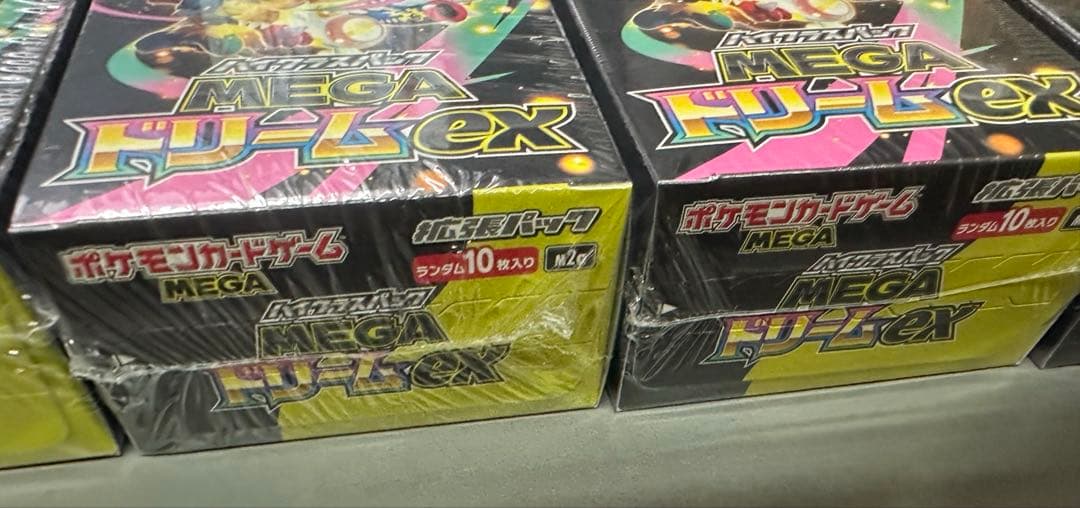 ハイクラスパック
MEGA
ドリームex
ポケモンカードゲーム
MEGA
拡張パック
ランダム10枚入り
M2a
ハイクラスパック
MEGA
ドリームex
ハイクラスパック
MEGA
ドリームex
ポケモンカードゲーム
MEGA
拡張パック
ランダム10枚入り
ハイクラスパック
MEGA
ドリームex